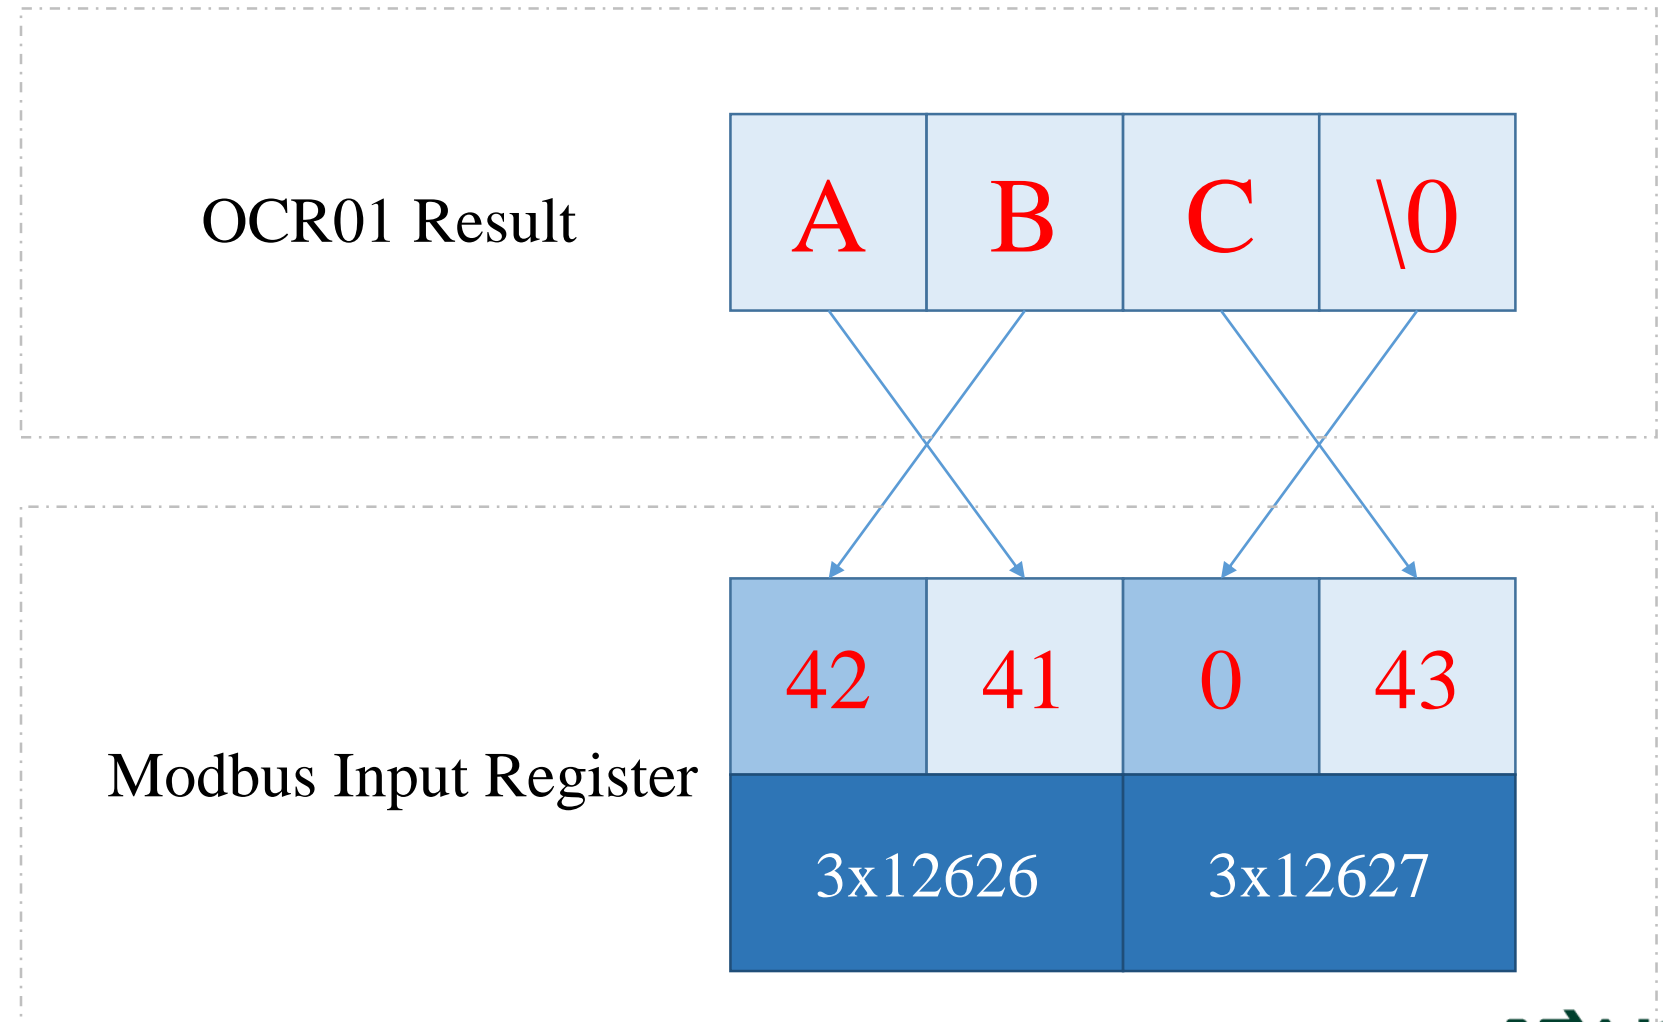 OCR01 Result
A B C \0
42 41 0 43
Modbus Input Register
3x12626 3x12627